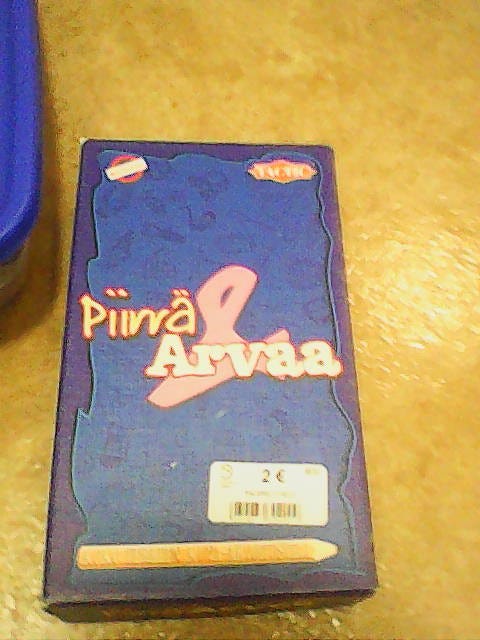 TACTIC
Piirrä
&
Arvaa
2 €